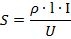 S = ρ · l · I / U